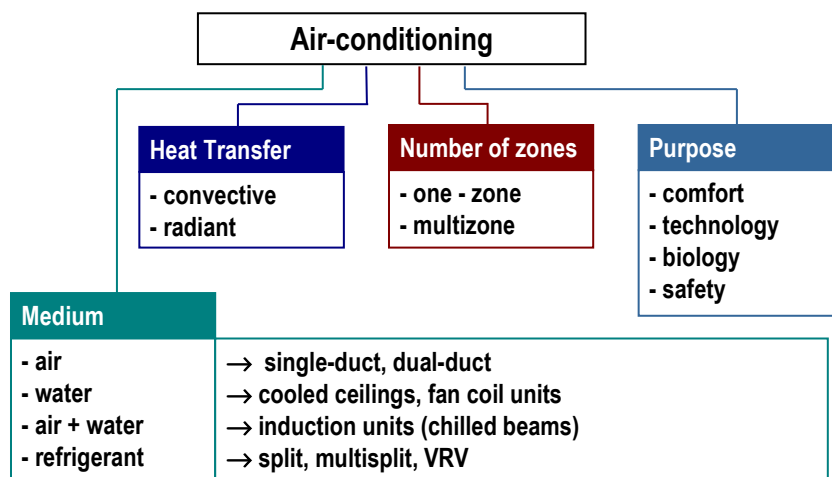 Air-conditioning
Heat Transfer
- convective
- radiant
Number of zones
- one - zone
- multizone
Purpose
- comfort
- technology
- biology
- safety
Medium
- air → single-duct, dual-duct
- water → cooled ceilings, fan coil units
- air + water → induction units (chilled beams)
- refrigerant → split, multisplit, VRV